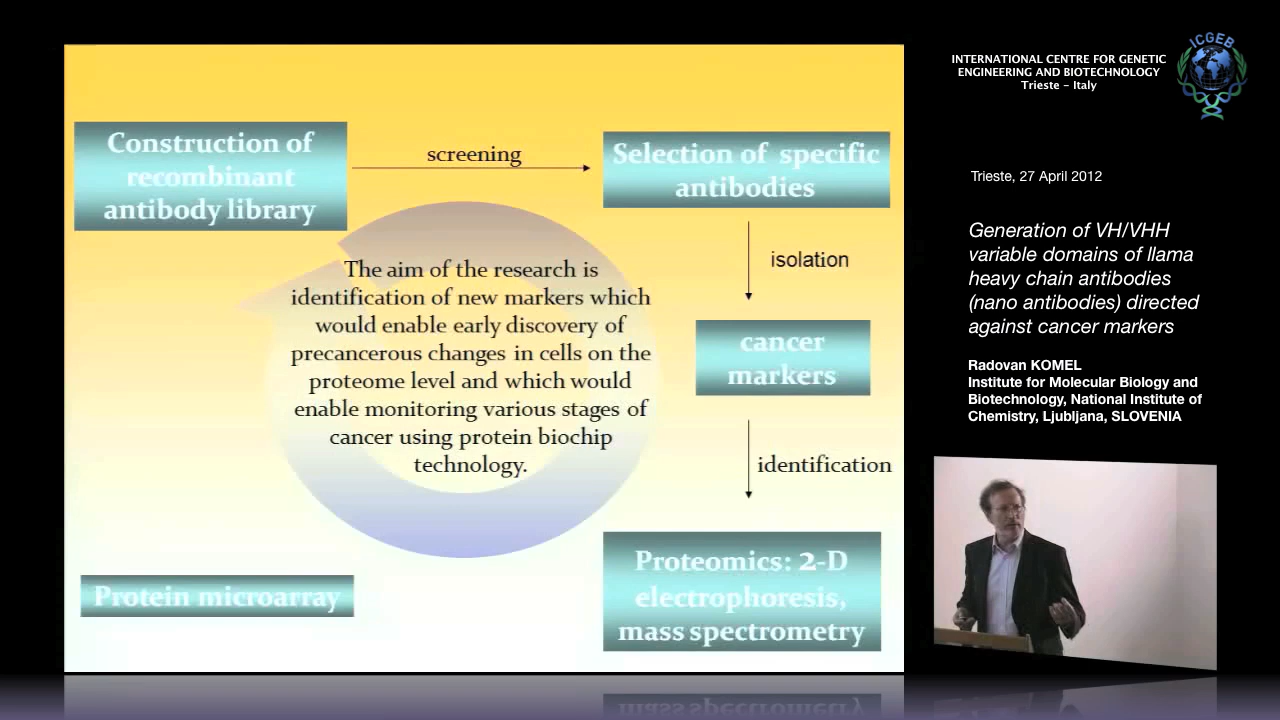 Construction of
recombinant
antibody library
screening
Selection of specific
antibodies
isolation
The aim of the research is
identification of new markers which
would enable early discovery of
precancerous changes in cells on the
proteome level and which would
enable monitoring various stages of
cancer using protein biochip
technology.
cancer
markers
identification
Proteomics: 2-D
electrophoresis,
mass spectrometry
Protein microarray
INTERNATIONAL CENTRE FOR GENETIC
ENGINEERING AND BIOTECHNOLOGY
Trieste - Italy
ICGEB
Trieste, 27 April 2012
Generation of VH/VHH
variable domains of llama
heavy chain antibodies
(nano antibodies) directed
against cancer markers
Radovan KOMEL
Institute for Molecular Biology and
Biotechnology, National Institute of
Chemistry, Ljubljana, SLOVENIA